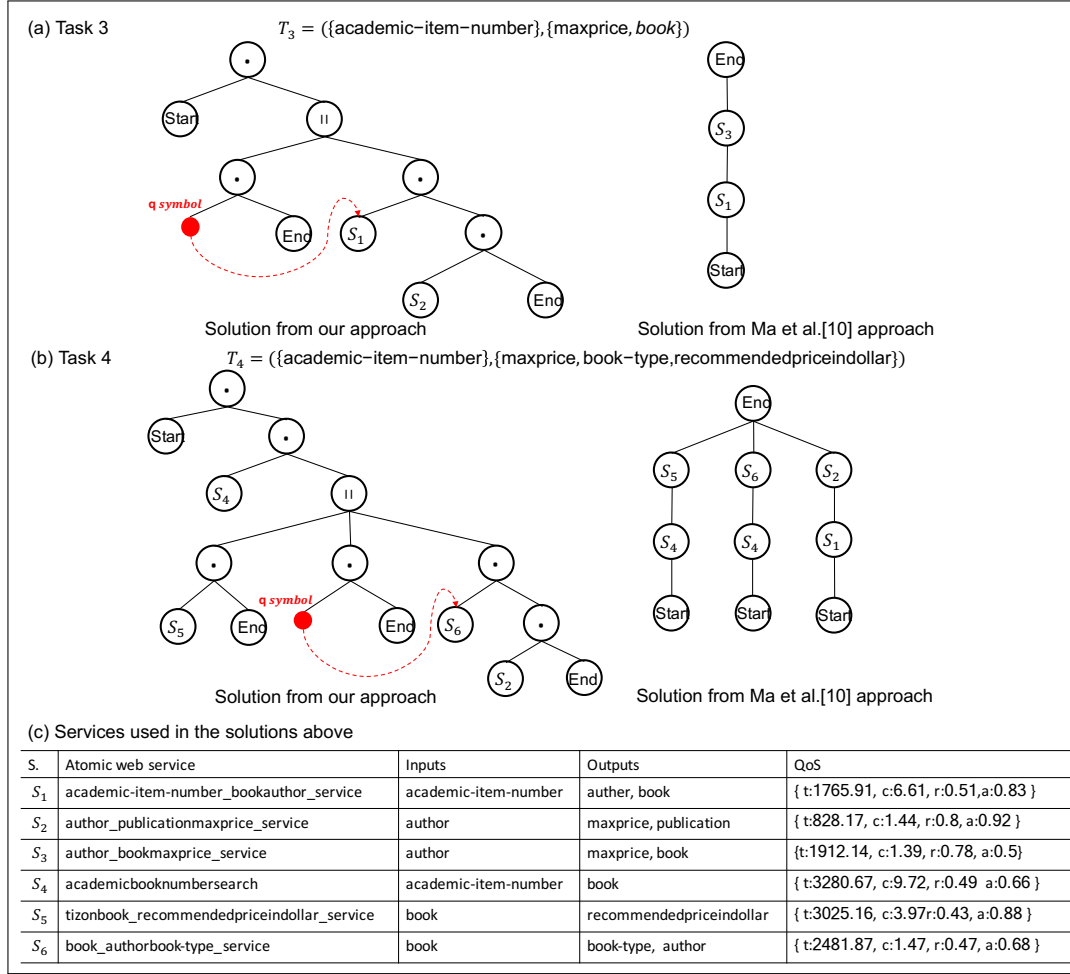 (a) Task 3
T₃ = ({academic−item−number},{maxprice, book})
.
Start
II
.
.
q symbol
End
S₁
.
S₂
End
End
S₃
S₁
Start
Solution from our approach
Solution from Ma et al.[10] approach
(b) Task 4
T₄ = ({academic−item−number},{maxprice, book−type,recommendedpriceindollar})
.
Start
.
S₄
II
.
.
.
q symbol
S₅
End
End
S₆
.
S₂
End
End
S₅
S₆
S₂
S₄
S₄
S₁
Start
Start
Start
Solution from our approach
Solution from Ma et al.[10] approach
(c) Services used in the solutions above
S. Atomic web service Inputs Outputs QoS
S₁ academic-item-number_bookauthor_service academic-item-number auther, book { t:1765.91, c:6.61, r:0.51,a:0.83 }
S₂ author_publicationmaxprice_service author maxprice, publication { t:828.17, c:1.44, r:0.8, a:0.92 }
S₃ author_bookmaxprice_service author maxprice, book {t:1912.14, c:1.39, r:0.78, a:0.5}
S₄ academicbooknumbersearch academic-item-number book { t:3280.67, c:9.72, r:0.49 a:0.66 }
S₅ tizonbook_recommendedpriceindollar_service book recommendedpriceindollar { t:3025.16, c:3.97r:0.43, a:0.88 }
S₆ book_authorbook-type_service book book-type, author { t:2481.87, c:1.47, r:0.47, a:0.68 }